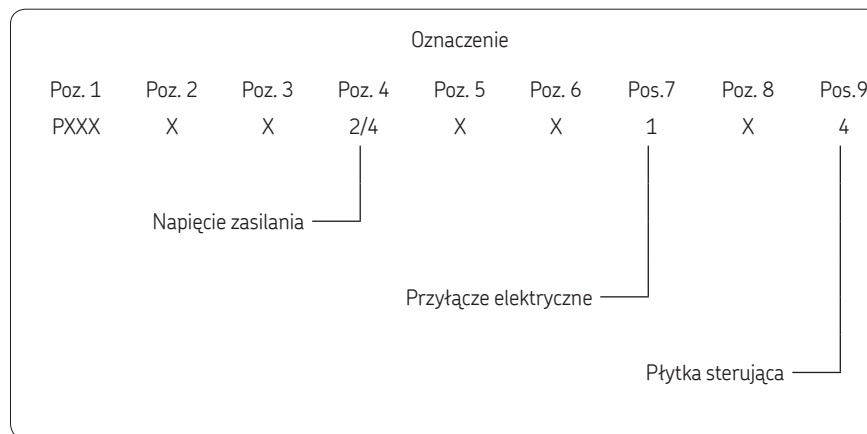 Oznaczenie
Poz. 1 Poz. 2 Poz. 3 Poz. 4 Poz. 5 Poz. 6 Pos.7 Poz. 8 Pos.9
PXXX X X 2/4 X X 1 X 4
Napięcie zasilania
Przyłącze elektryczne
Płytka sterująca